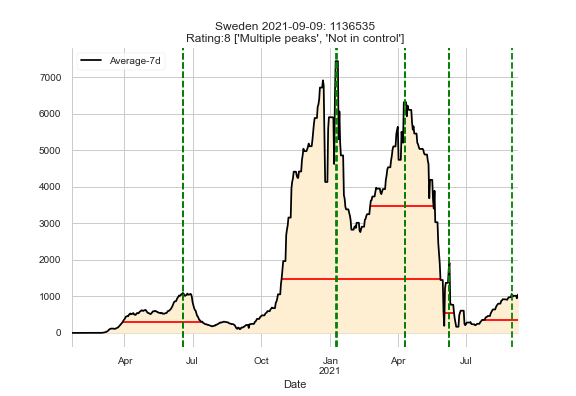 Sweden 2021-09-09: 1136535
Rating:8 ['Multiple peaks', 'Not in control']
Average-7d
7000
6000
5000
4000
3000
2000
1000
0
Apr Jul Oct Jan Apr Jul
2021
Date